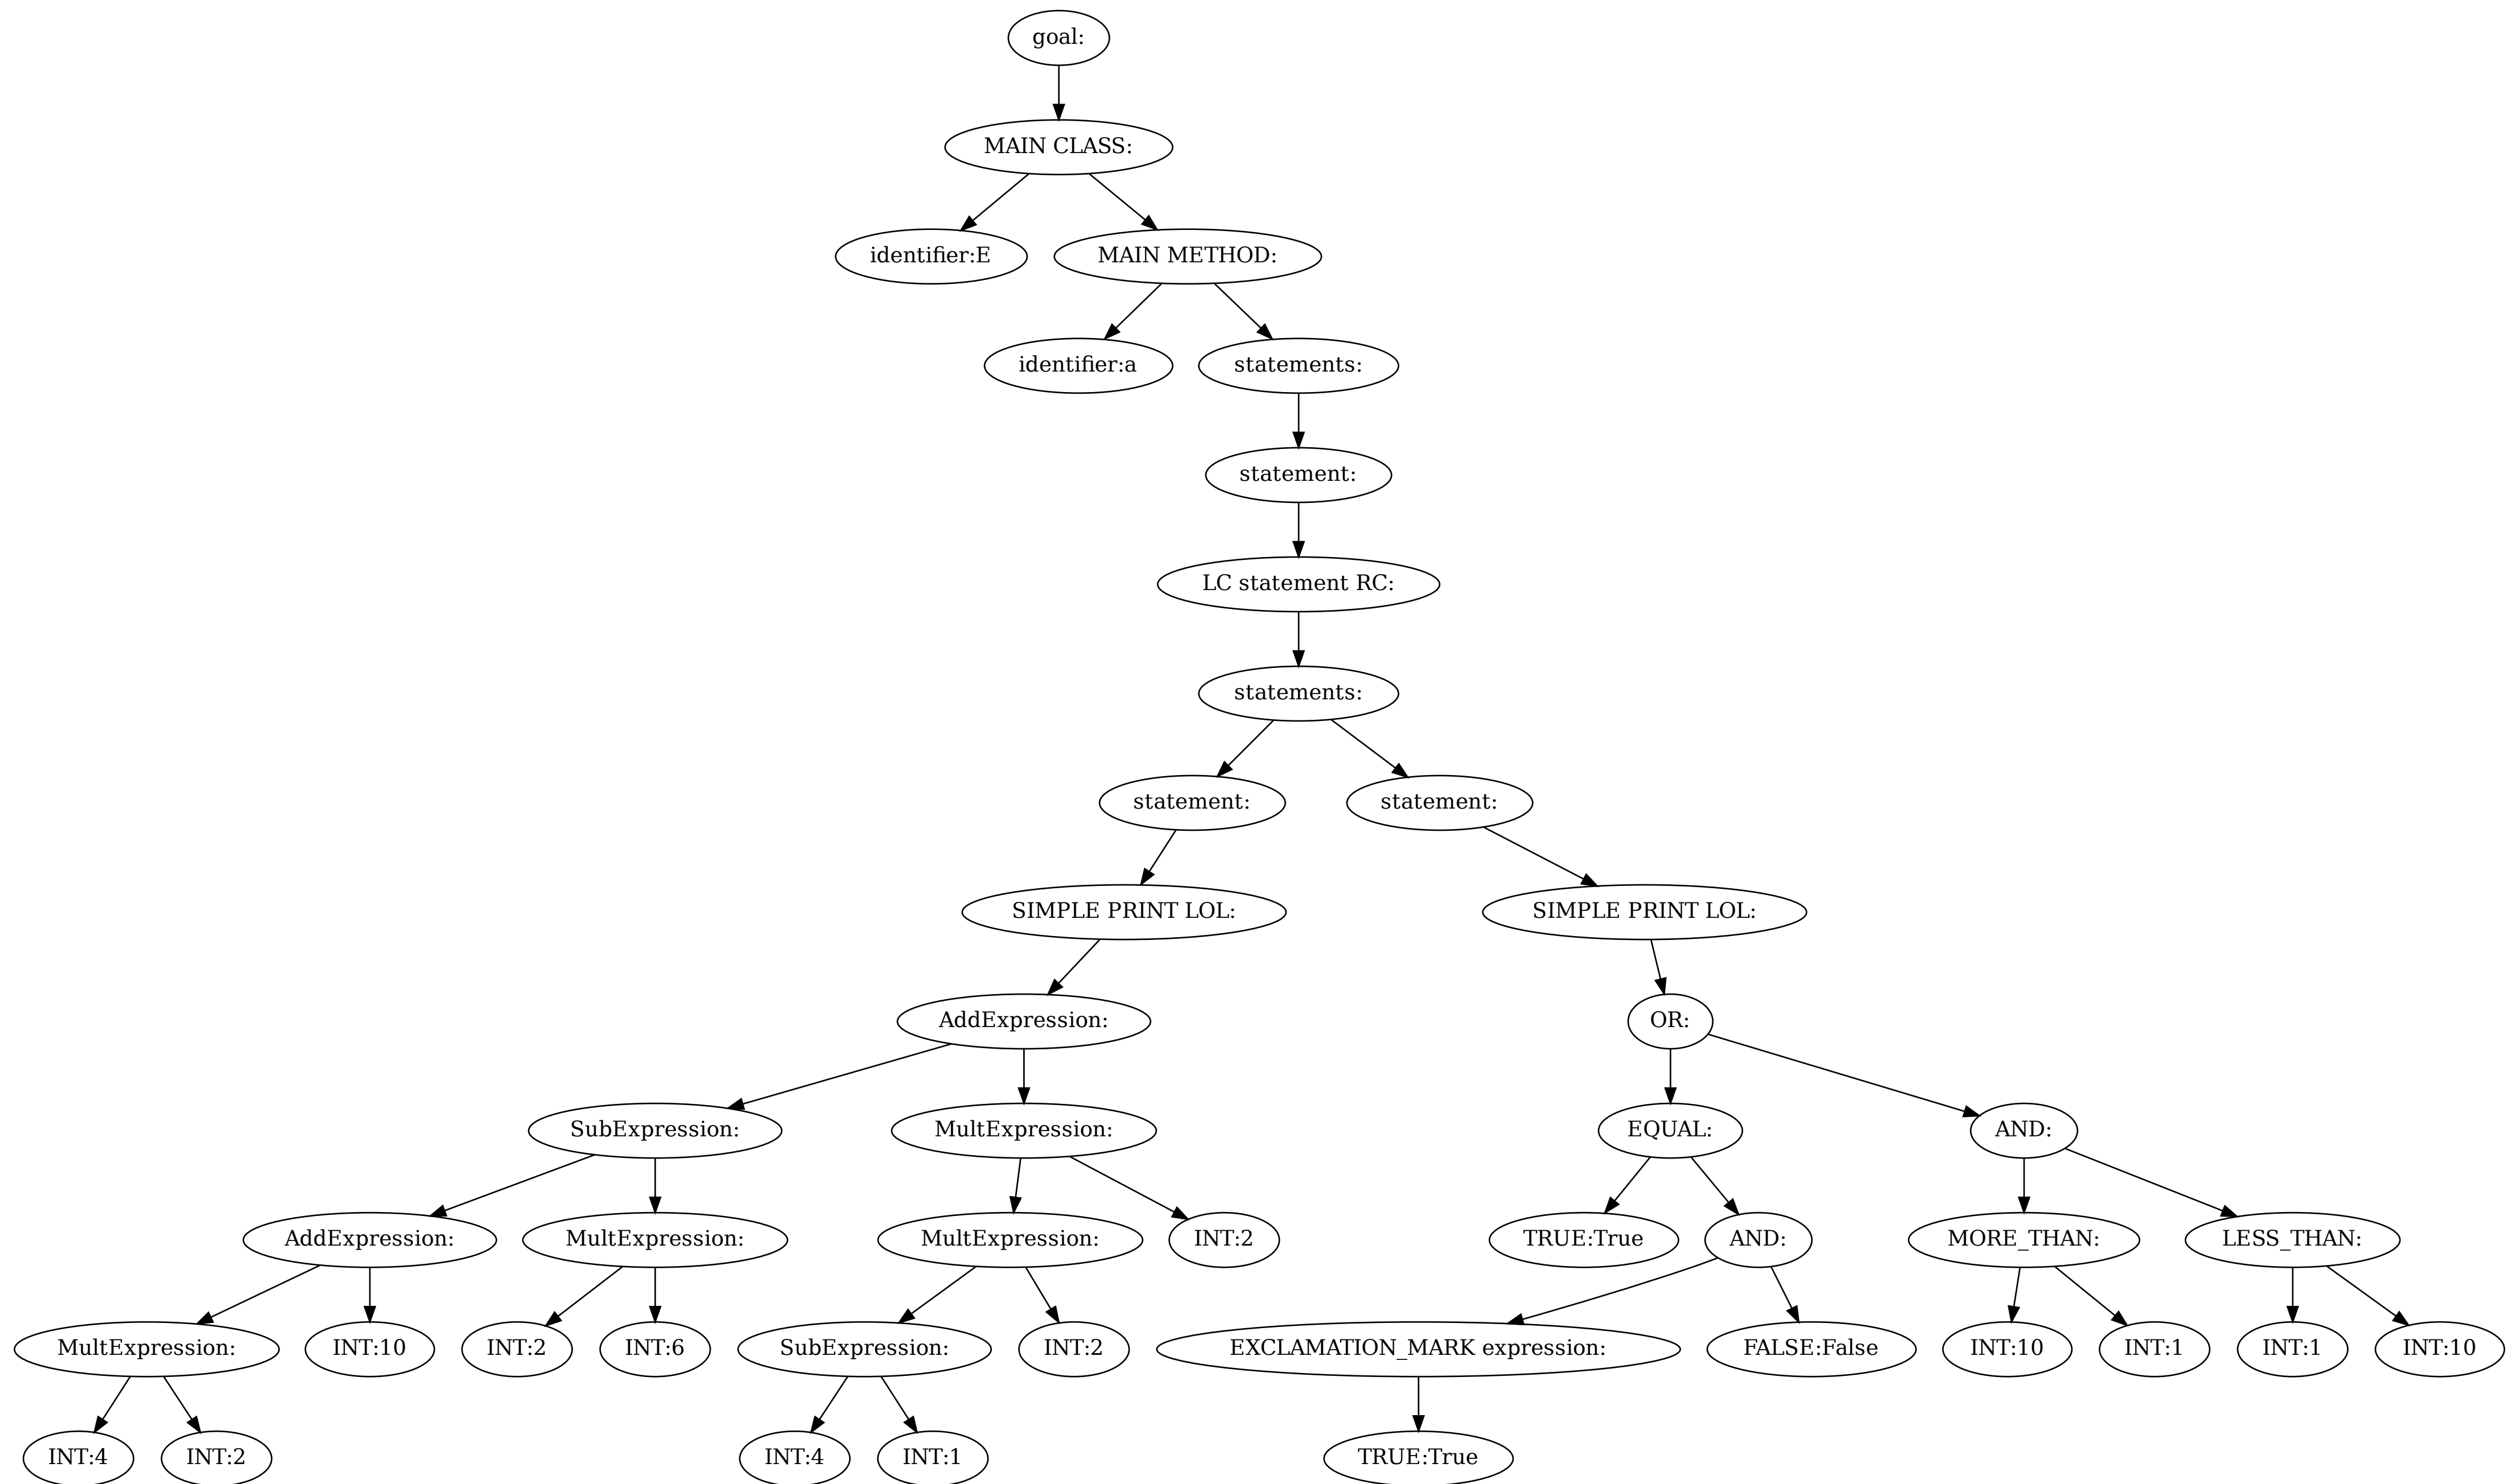 goal:
MAIN CLASS:
identifier:E
MAIN METHOD:
identifier:a
statements:
statement:
LC statement RC:
statements:
statement:
statement:
SIMPLE PRINT LOL:
SIMPLE PRINT LOL:
AddExpression:
OR:
SubExpression:
MultExpression:
EQUAL:
AND:
AddExpression:
MultExpression:
MultExpression:
INT:2
TRUE:True
AND:
MORE_THAN:
LESS_THAN:
MultExpression:
INT:10
INT:2
INT:6
SubExpression:
INT:2
EXCLAMATION_MARK expression:
FALSE:False
INT:10
INT:1
INT:1
INT:10
INT:4
INT:2
INT:4
INT:1
TRUE:True